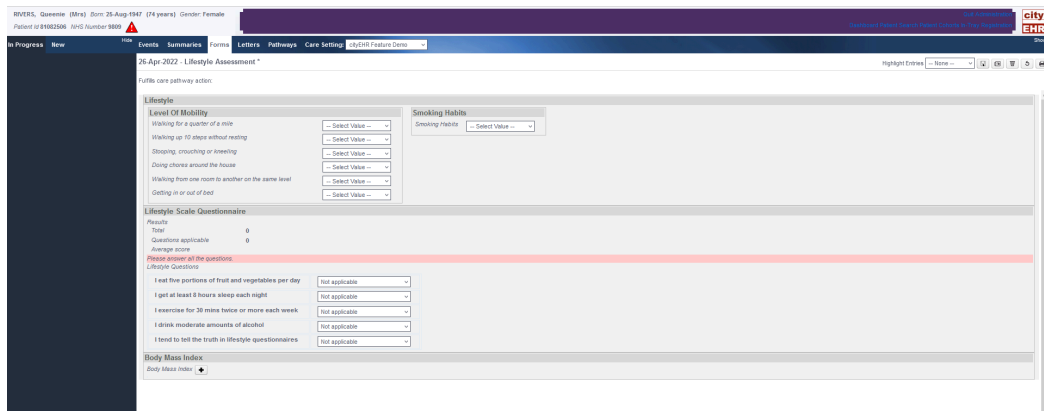 RIVERS, Queenie (Mrs) Born: 25-Aug-1947 (74 years) Gender: Female
Patient Id 81082506 NHS Number 9809
city
EHR
In Progress New
Hide
Events Summaries Forms Letters Pathways Care Setting: cityEHR Feature Demo
26-Apr-2022 - Lifestyle Assessment *
Highlight Entries -- None --
Fulfills care pathway action:
Lifestyle
Level Of Mobility
Walking for a quarter of a mile -- Select Value --
Walking up 10 steps without resting -- Select Value --
Stooping, crouching or kneeling -- Select Value --
Doing chores around the house -- Select Value --
Walking from one room to another on the same level -- Select Value --
Getting in or out of bed -- Select Value --
Smoking Habits
Smoking Habits -- Select Value --
Lifestyle Scale Questionnaire
Results
Total 0
Questions applicable 0
Average score
Please answer all the questions.
Lifestyle Questions
I eat five portions of fruit and vegetables per day Not applicable
I get at least 8 hours sleep each night Not applicable
I exercise for 30 mins twice or more each week Not applicable
I drink moderate amounts of alcohol Not applicable
I tend to tell the truth in lifestyle questionnaires Not applicable
Body Mass Index
Body Mass Index